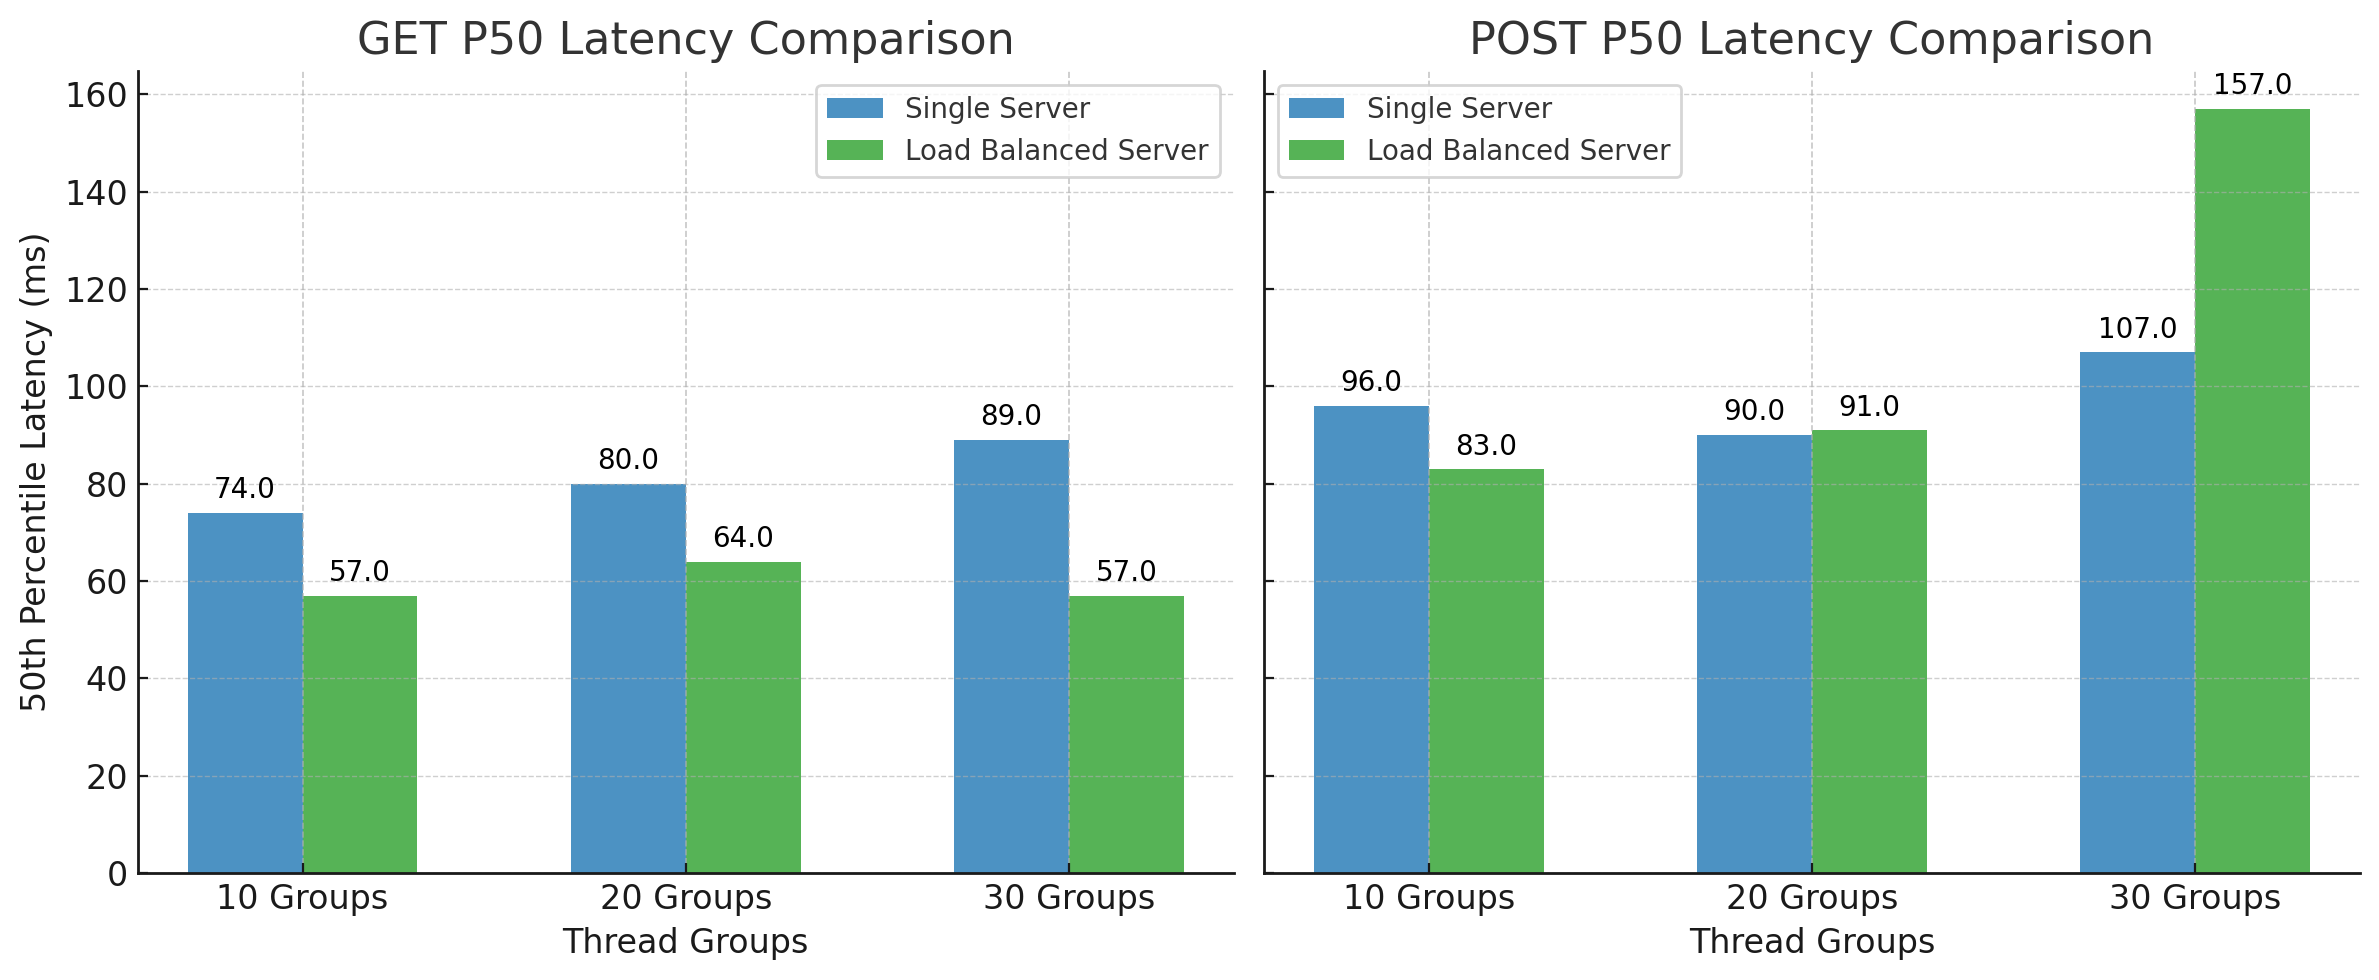 GET P50 Latency Comparison
50th Percentile Latency (ms)
160
140
120
100
80
60
40
20
0
Single Server
Load Balanced Server
74.0
57.0
80.0
64.0
89.0
57.0
10 Groups
20 Groups
30 Groups
Thread Groups
POST P50 Latency Comparison
Single Server
Load Balanced Server
96.0
83.0
90.0
91.0
107.0
157.0
10 Groups
20 Groups
30 Groups
Thread Groups